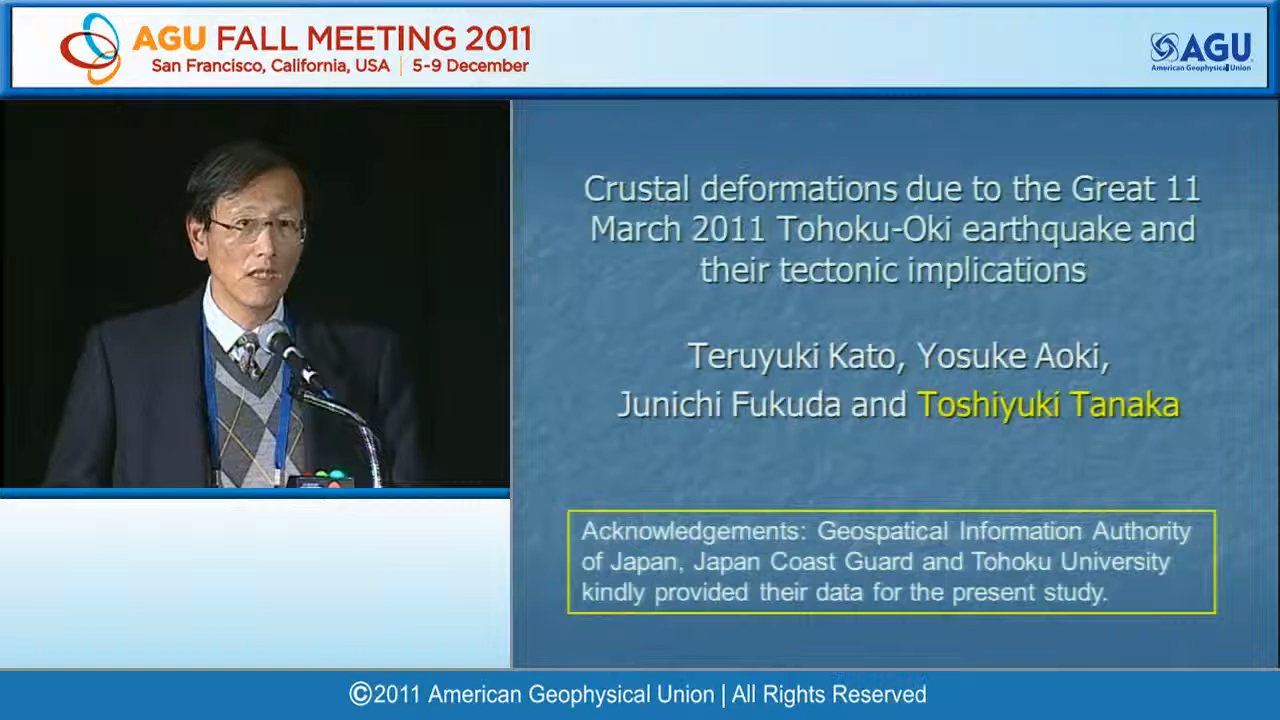 AGU FALL MEETING 2011
San Francisco, California, USA | 5-9 December
AGU
American Geophysical Union
Crustal deformations due to the Great 11
March 2011 Tohoku-Oki earthquake and
their tectonic implications
Teruyuki Kato, Yosuke Aoki,
Junichi Fukuda and Toshiyuki Tanaka
Acknowledgements: Geospatical Information Authority
of Japan, Japan Coast Guard and Tohoku University
kindly provided their data for the present study.
©2011 American Geophysical Union | All Rights Reserved